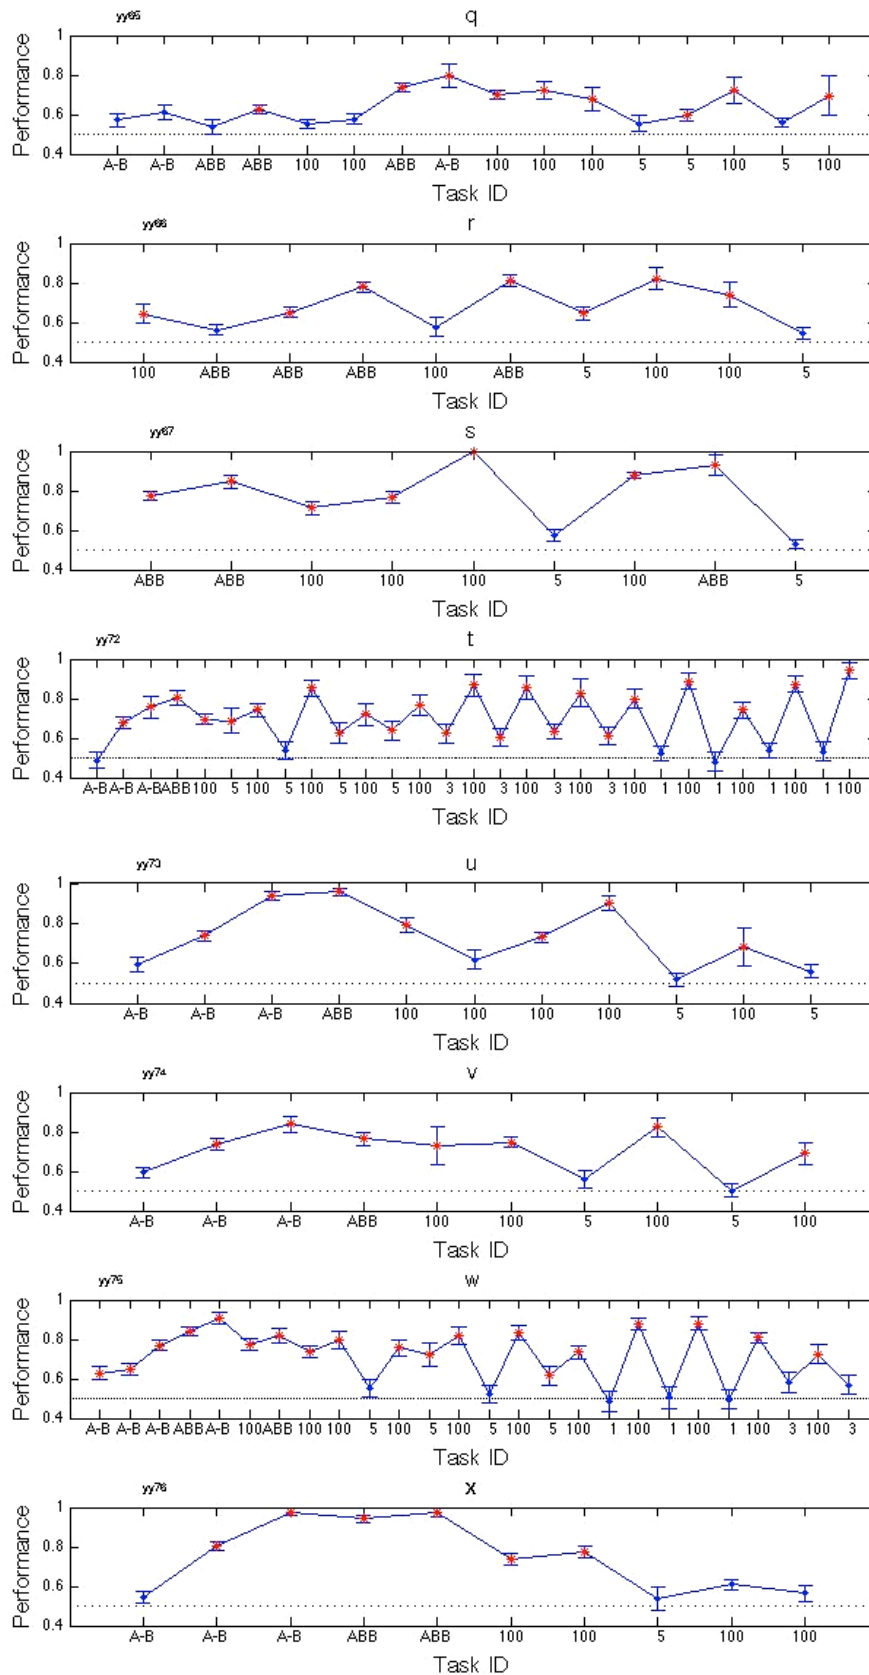 yy65 q
1
0.8
0.6
0.4
Performance
A-B A-B ABB ABB 100 100 ABB A-B 100 100 100 5 5 100 5 100
Task ID
yy66 r
1
0.8
0.6
0.4
Performance
100 ABB ABB ABB 100 ABB 5 100 100 5
Task ID
yy67 s
1
0.8
0.6
0.4
Performance
ABB ABB 100 100 100 5 100 ABB 5
Task ID
yy72 t
1
0.8
0.6
0.4
Performance
A-B A-B A-B ABB 100 5 100 5 100 5 100 5 100 3 100 3 100 3 100 3 100 1 100 1 100 1 100 1 100
Task ID
yy73 u
1
0.8
0.6
0.4
Performance
A-B A-B A-B ABB 100 100 100 100 5 100 5
Task ID
yy74 v
1
0.8
0.6
0.4
Performance
A-B A-B A-B ABB 100 100 5 100 5 100
Task ID
yy75 w
1
0.8
0.6
0.4
Performance
A-B A-B A-B ABB A-B 100 ABB 100 100 5 100 5 100 5 100 5 100 1 100 1 100 1 100 3 100 3
Task ID
yy76 x
1
0.8
0.6
0.4
Performance
A-B A-B A-B ABB ABB 100 100 5 100 100
Task ID